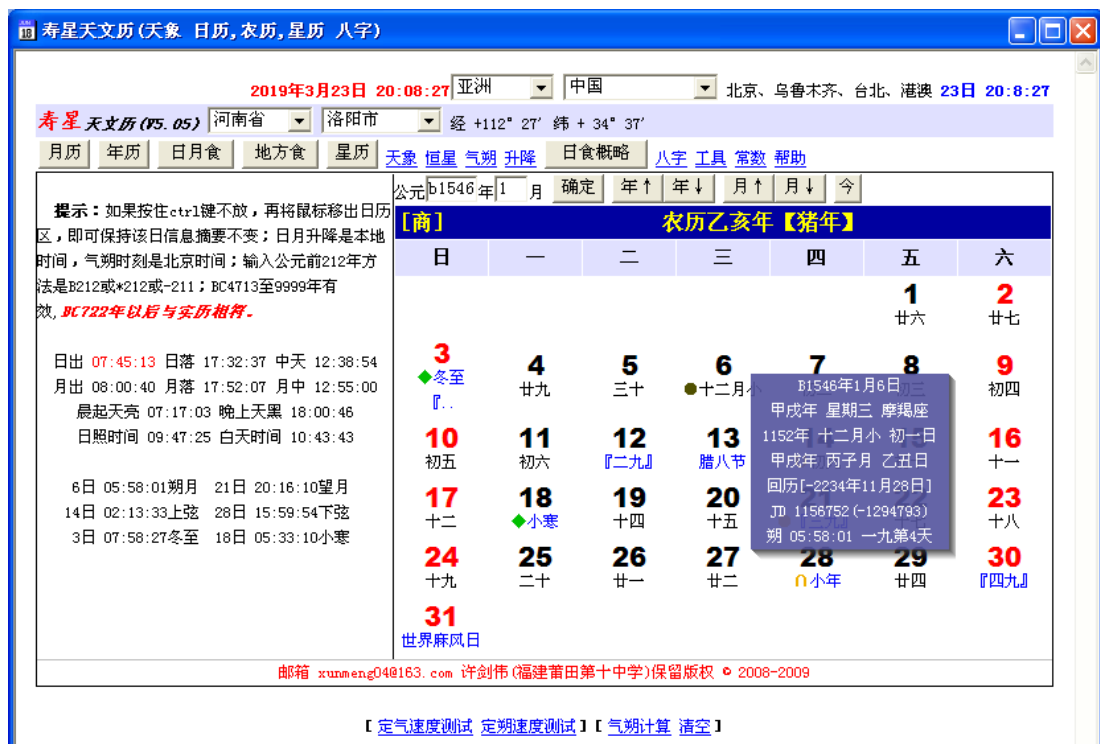 寿星天文历(天象 日历,农历,星历 八字)
2019年3月23日 20:08:27 亚洲 中国 北京、乌鲁木齐、台北、港澳 23日 20:8:27
寿星天文历(V5.05) 河南省 洛阳市 经 +112° 27′ 纬 + 34° 37′
月历 年历 日月食 地方食 星历 天象 恒星 气朔 升降 日食概略 八字 工具 常数 帮助
公元 b1546 年 1 月 确定 年↑ 年↓ 月↑ 月↓ 今
提示：如果按住ctrl键不放，再将鼠标移出日历
区，即可保持该日信息摘要不变；日月升降是本地
时间，气朔时刻是北京时间；输入公元前212年方
法是B212或*212或-211；BC4713至9999年有
效,BC722年以后与实历相符。
日出 07:45:13 日落 17:32:37 中天 12:38:54
月出 08:00:40 月落 17:52:07 月中 12:55:00
晨起天亮 07:17:03 晚上天黑 18:00:46
日照时间 09:47:25 白天时间 10:43:43
6日 05:58:01朔月 21日 20:16:10望月
14日 02:13:33上弦 28日 15:59:54下弦
3日 07:58:27冬至 18日 05:33:10小寒
[商] 农历乙亥年【猪年】
日 一 二 三 四 五 六
1 2
廿六 廿七
3 4 5 6 7 8 9
◆冬至 廿九 三十 ●十二月小 初三 初四
『..
10 11 12 13 16
初五 初六 『二九』 腊八节 十一
17 18 19 20 21 22 23
十二 ◆小寒 十四 十五 十八
24 25 26 27 28 29 30
十九 二十 廿一 廿二 ∩小年 廿四 『四九』
31
世界麻风日
B1546年1月6日
甲戌年 星期三 摩羯座
1152年 十二月小 初一日
甲戌年 丙子月 乙丑日
回历[-2234年11月28日]
JD 1156752(-1294793)
朔 05:58:01 一九第4天
邮箱 xunmeng04@163.com 许剑伟(福建莆田第十中学)保留版权 © 2008-2009
[ 定气速度测试 定朔速度测试 ] [ 气朔计算 清空 ]